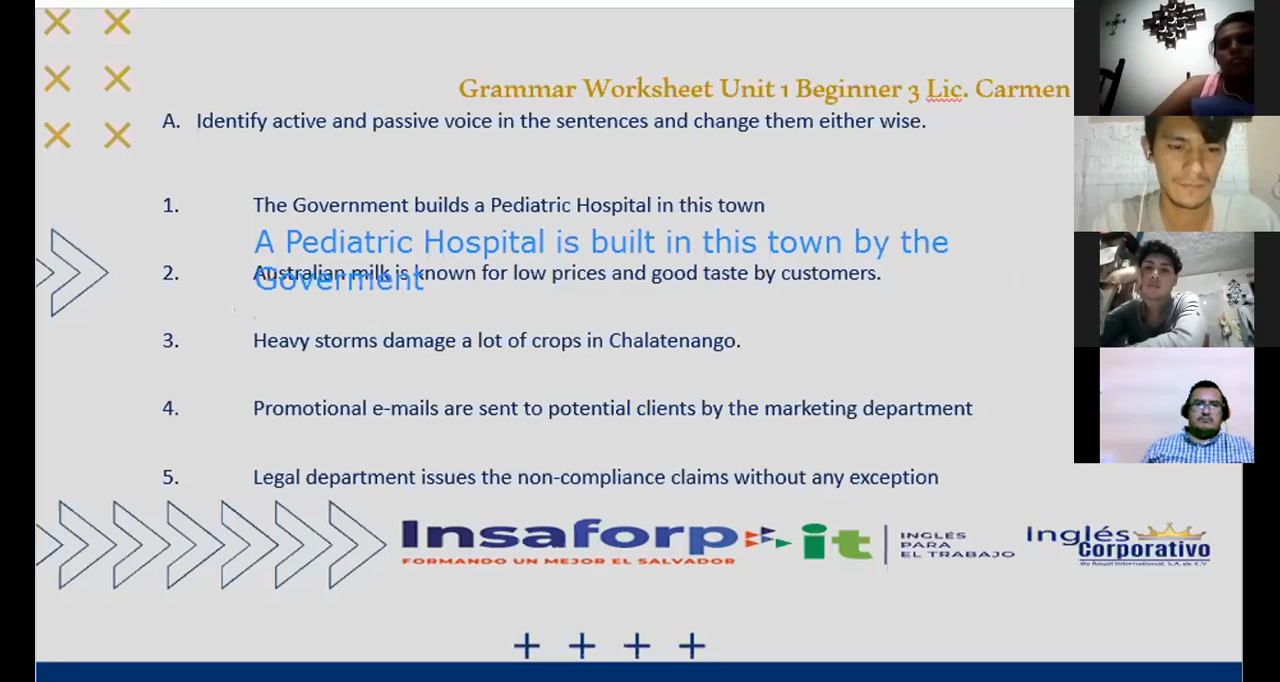 Grammar Worksheet Unit 1 Beginner 3 Lic. Carmen
A. Identify active and passive voice in the sentences and change them either wise.
1. The Government builds a Pediatric Hospital in this town
A Pediatric Hospital is built in this town by the
Goverment
2. Australian milk is known for low prices and good taste by customers.
3. Heavy storms damage a lot of crops in Chalatenango.
4. Promotional e-mails are sent to potential clients by the marketing department
5. Legal department issues the non-compliance claims without any exception
Insaforp
FORMANDO UN MEJOR EL SALVADOR
it
INGLÉS
PARA
EL TRABAJO
Inglés
Corporativo
By Royal International, S.A. de C.V